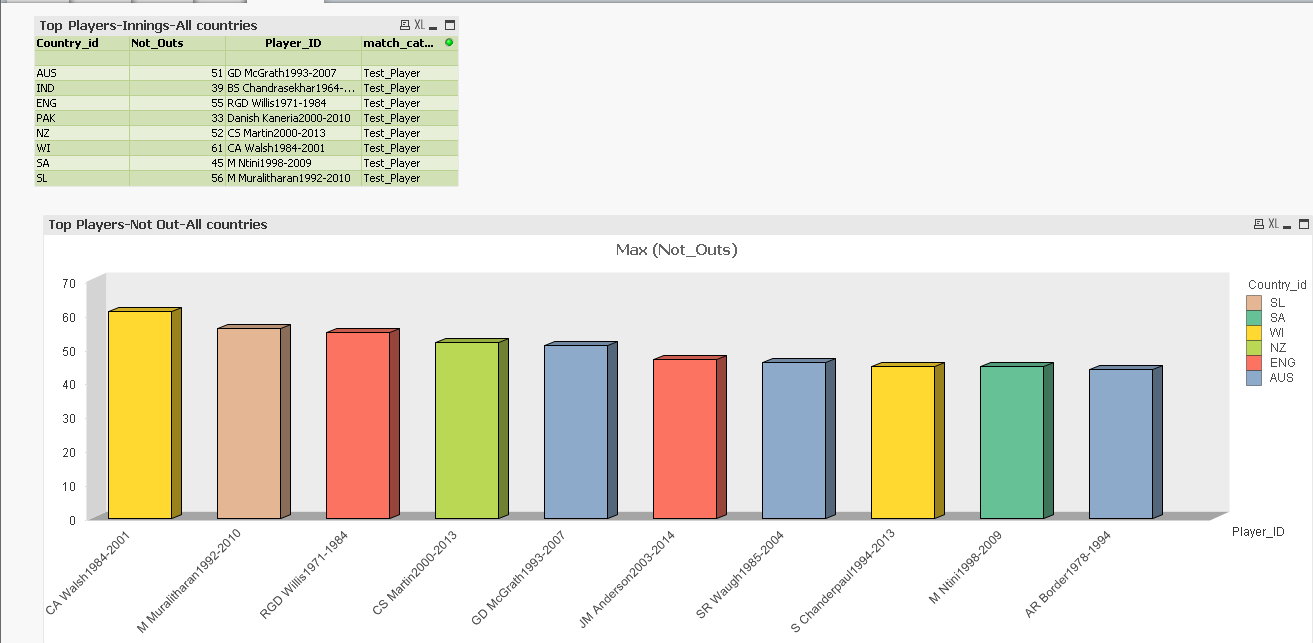 Top Players-Innings-All countries XL
Country_id Not_Outs Player_ID match_cat...
AUS 51 GD McGrath1993-2007 Test_Player
IND 39 BS Chandrasekhar1964-... Test_Player
ENG 55 RGD Willis1971-1984 Test_Player
PAK 33 Danish Kaneria2000-2010 Test_Player
NZ 52 CS Martin2000-2013 Test_Player
WI 61 CA Walsh1984-2001 Test_Player
SA 45 M Ntini1998-2009 Test_Player
SL 56 M Muralitharan1992-2010 Test_Player
Top Players-Not Out-All countries XL
Max (Not_Outs)
70
60
50
40
30
20
10
0
CA Walsh1984-2001
M Muralitharan1992-2010
RGD Willis1971-1984
CS Martin2000-2013
GD McGrath1993-2007
JM Anderson2003-2014
SR Waugh1985-2004
S Chanderpaul1994-2013
M Ntini1998-2009
AR Border1978-1994
Player_ID
Country_id
SL
SA
WI
NZ
ENG
AUS